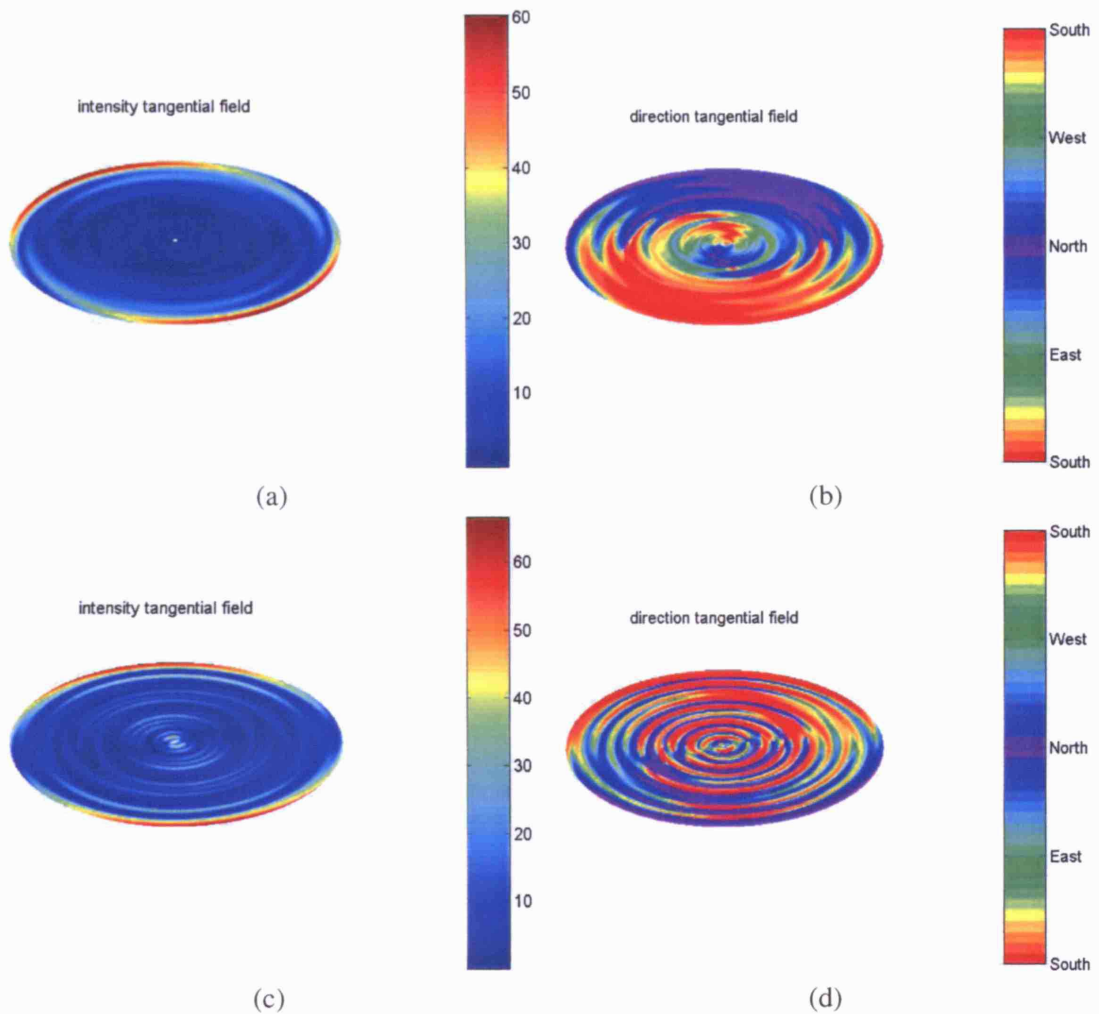 intensity tangential field
60
50
40
30
20
10
(a)
direction tangential field
South
West
North
East
South
(b)
intensity tangential field
60
50
40
30
20
10
(c)
direction tangential field
South
West
North
East
South
(d)